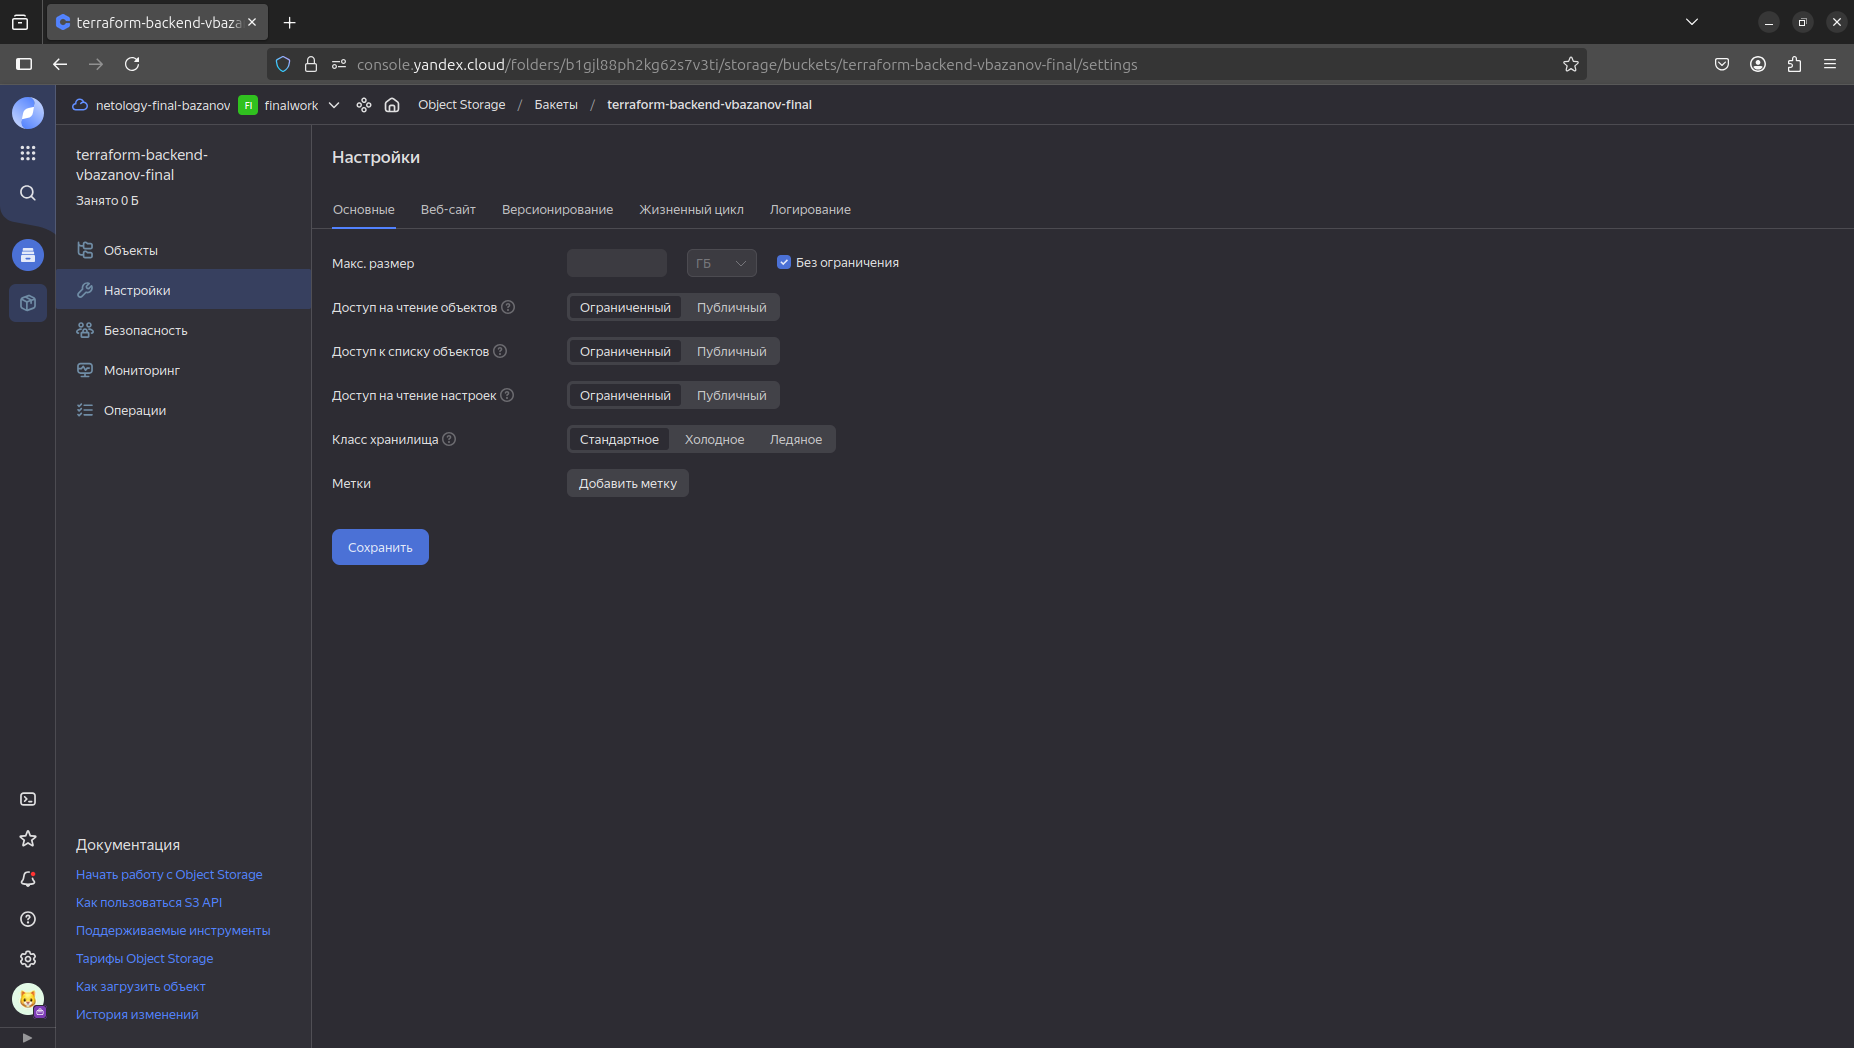 terraform-backend-vbaza
console.yandex.cloud/folders/b1gjl88ph2kg62s7v3ti/storage/buckets/terraform-backend-vbazanov-final/settings
netology-final-bazanov FI finalwork Object Storage / Бакеты / terraform-backend-vbazanov-final
terraform-backend-
vbazanov-final
Занято 0 Б
Объекты
Настройки
Безопасность
Мониторинг
Операции
Документация
Начать работу с Object Storage
Как пользоваться S3 API
Поддерживаемые инструменты
Тарифы Object Storage
Как загрузить объект
История изменений
Настройки
Основные Веб-сайт Версионирование Жизненный цикл Логирование
Макс. размер ГБ Без ограничения
Доступ на чтение объектов Ограниченный Публичный
Доступ к списку объектов Ограниченный Публичный
Доступ на чтение настроек Ограниченный Публичный
Класс хранилища Стандартное Холодное Ледяное
Метки Добавить метку
Сохранить